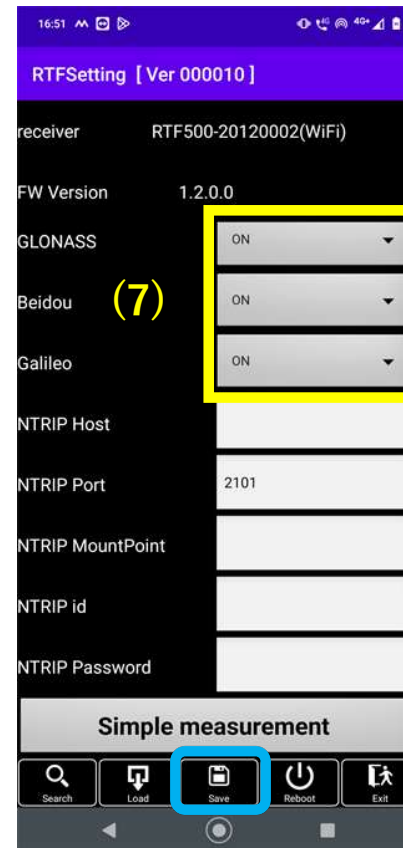 16:51 4G 4G+
RTFSetting [ Ver 000010 ]
receiver RTF500-20120002(WiFi)
FW Version 1.2.0.0
GLONASS ON
Beidou (7) ON
Galileo ON
NTRIP Host
NTRIP Port 2101
NTRIP MountPoint
NTRIP id
NTRIP Password
Simple measurement
Search Load Save Reboot Exit